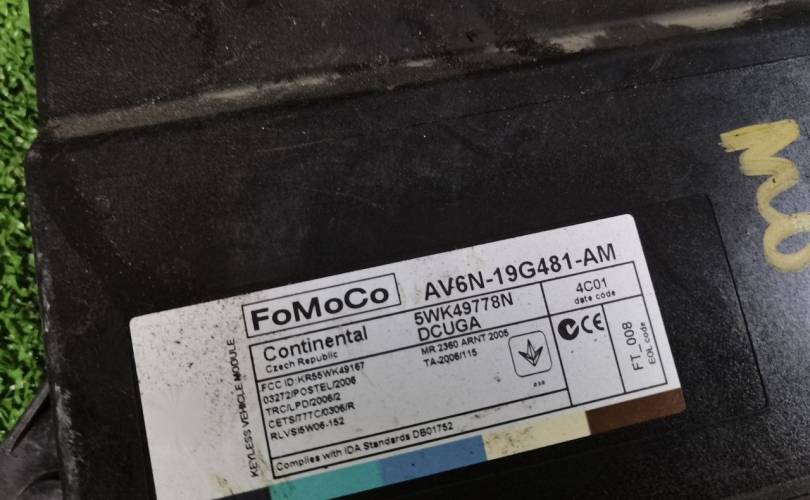 FoMoCo AV6N-19G481-AM
Continental
Czech Republic
5WK49778N
DCUGA
4C01
date code
FCC ID:KR55WK49167
03272/POSTEL/2006
TRC/LPD/2006/2
CETS/777C/0306/R
RLVSI5W06-152
MR 2360 ARNT 2005
TA-2006/115
CE
FT_008
EOL code
Complies with IDA Standards DB01752
KEYLESS VEHICLE MODULE